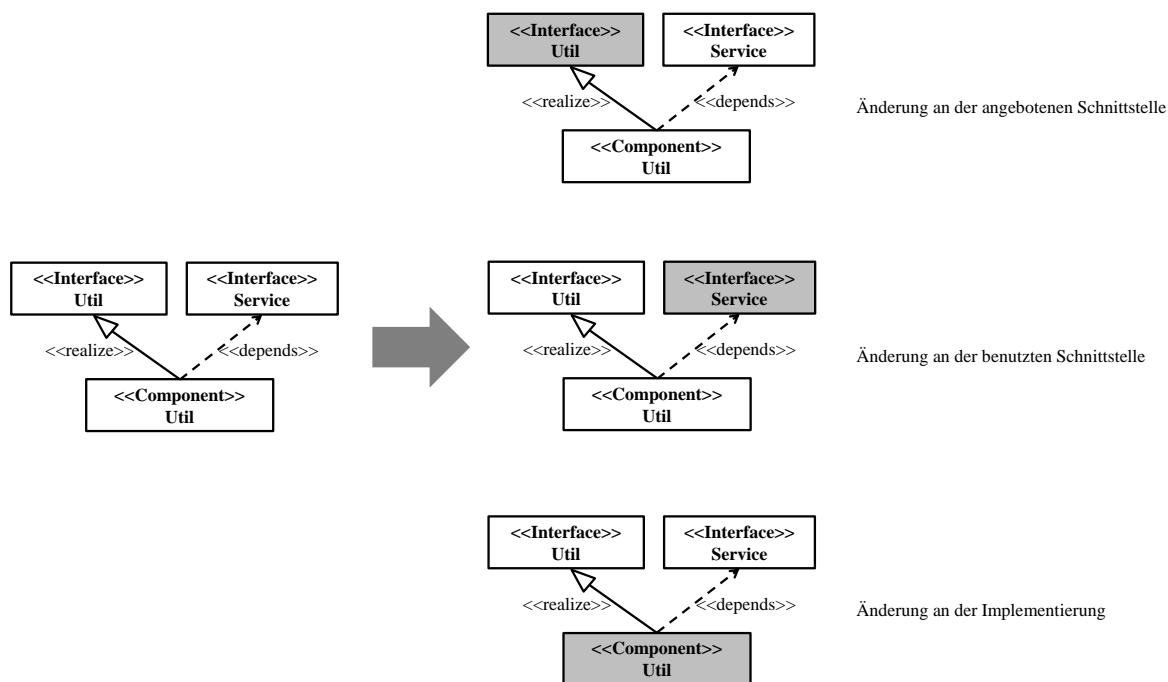 <<Interface>>
Util
<<Interface>>
Service
<<realize>>
<<depends>>
<<Component>>
Util
Änderung an der angebotenen Schnittstelle
<<Interface>>
Util
<<Interface>>
Service
<<realize>>
<<depends>>
<<Component>>
Util
<<Interface>>
Util
<<Interface>>
Service
<<realize>>
<<depends>>
<<Component>>
Util
Änderung an der benutzten Schnittstelle
<<Interface>>
Util
<<Interface>>
Service
<<realize>>
<<depends>>
<<Component>>
Util
Änderung an der Implementierung